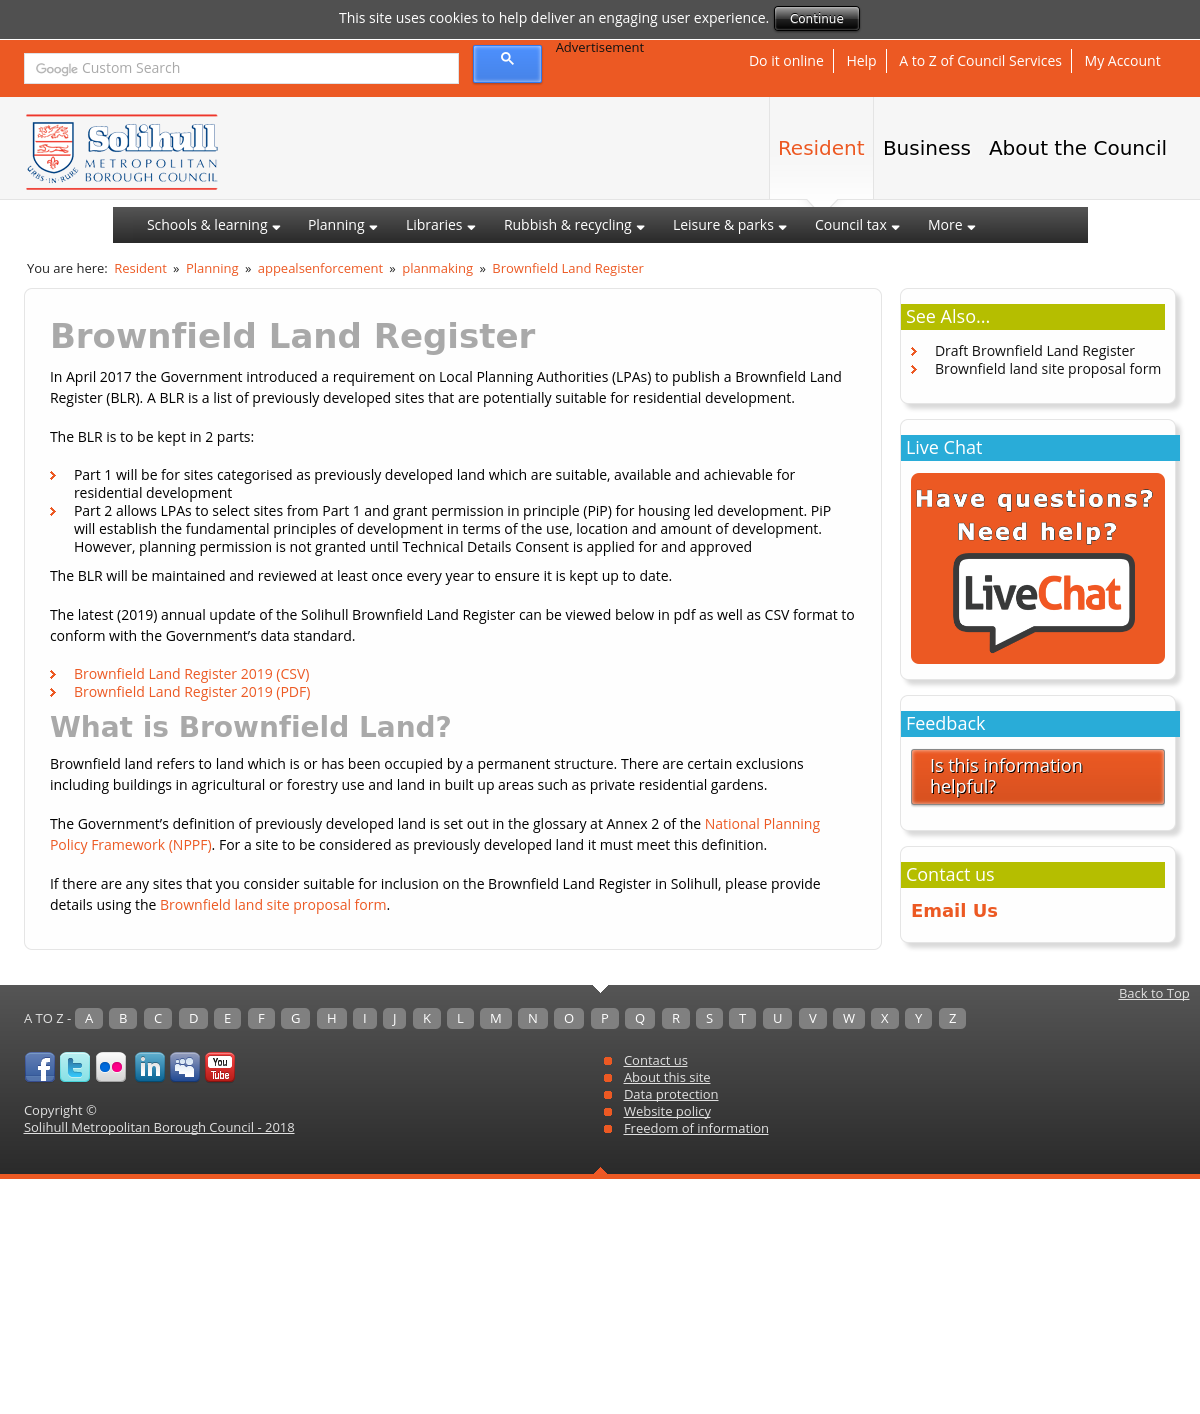 This site uses cookies to help deliver an engaging user experience. Continue
Google Custom Search
Advertisement
Do it online Help A to Z of Council Services My Account
Solihull
METROPOLITAN
BOROUGH COUNCIL
URBS IN RURE
Resident Business About the Council
Schools & learning Planning Libraries Rubbish & recycling Leisure & parks Council tax More
You are here: Resident » Planning » appealsenforcement » planmaking » Brownfield Land Register
Brownfield Land Register
In April 2017 the Government introduced a requirement on Local Planning Authorities (LPAs) to publish a Brownfield Land
Register (BLR). A BLR is a list of previously developed sites that are potentially suitable for residential development.
The BLR is to be kept in 2 parts:
Part 1 will be for sites categorised as previously developed land which are suitable, available and achievable for
residential development
Part 2 allows LPAs to select sites from Part 1 and grant permission in principle (PiP) for housing led development. PiP
will establish the fundamental principles of development in terms of the use, location and amount of development.
However, planning permission is not granted until Technical Details Consent is applied for and approved
The BLR will be maintained and reviewed at least once every year to ensure it is kept up to date.
The latest (2019) annual update of the Solihull Brownfield Land Register can be viewed below in pdf as well as CSV format to
conform with the Government’s data standard.
Brownfield Land Register 2019 (CSV)
Brownfield Land Register 2019 (PDF)
What is Brownfield Land?
Brownfield land refers to land which is or has been occupied by a permanent structure. There are certain exclusions
including buildings in agricultural or forestry use and land in built up areas such as private residential gardens.
The Government’s definition of previously developed land is set out in the glossary at Annex 2 of the National Planning
Policy Framework (NPPF). For a site to be considered as previously developed land it must meet this definition.
If there are any sites that you consider suitable for inclusion on the Brownfield Land Register in Solihull, please provide
details using the Brownfield land site proposal form.
See Also...
Draft Brownfield Land Register
Brownfield land site proposal form
Live Chat
Have questions?
Need help?
LiveChat
Feedback
Is this information
helpful?
Contact us
Email Us
Back to Top
A TO Z - A B C D E F G H I J K L M N O P Q R S T U V W X Y Z
f t in You Tube
Copyright ©
Solihull Metropolitan Borough Council - 2018
Contact us
About this site
Data protection
Website policy
Freedom of information